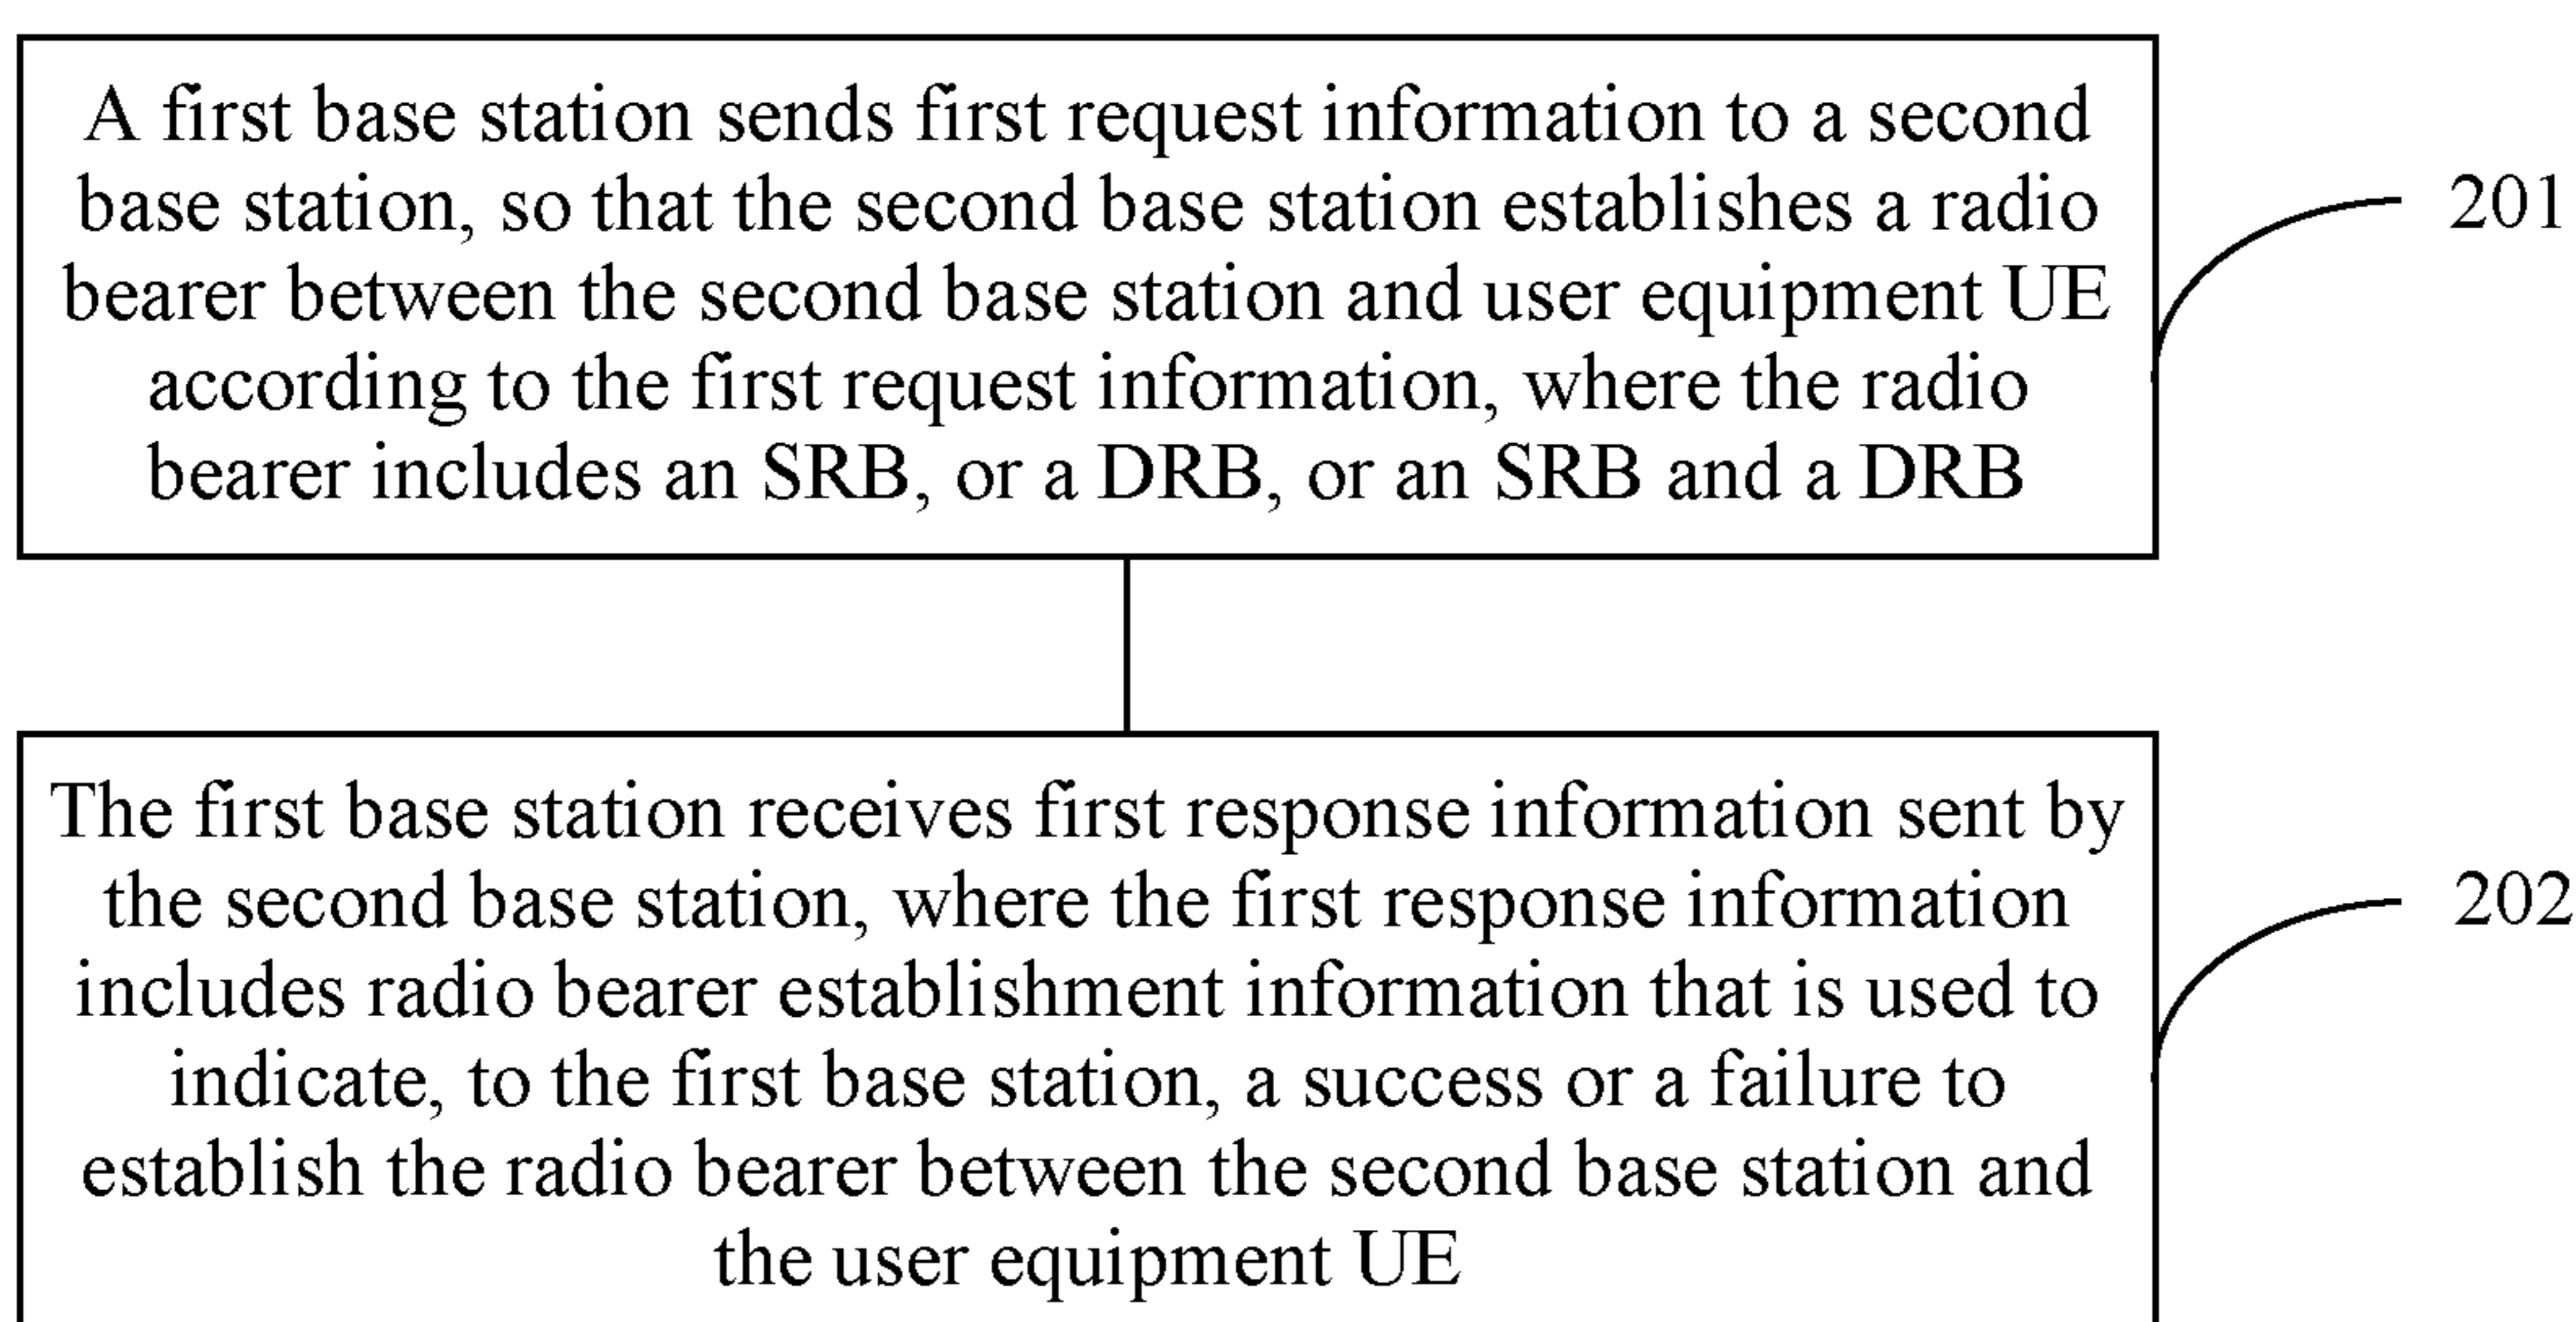 A first base station sends first request information to a second
base station, so that the second base station establishes a radio
bearer between the second base station and user equipment UE
according to the first request information, where the radio
bearer includes an SRB, or a DRB, or an SRB and a DRB
201
The first base station receives first response information sent by
the second base station, where the first response information
includes radio bearer establishment information that is used to
indicate, to the first base station, a success or a failure to
establish the radio bearer between the second base station and
the user equipment UE
202